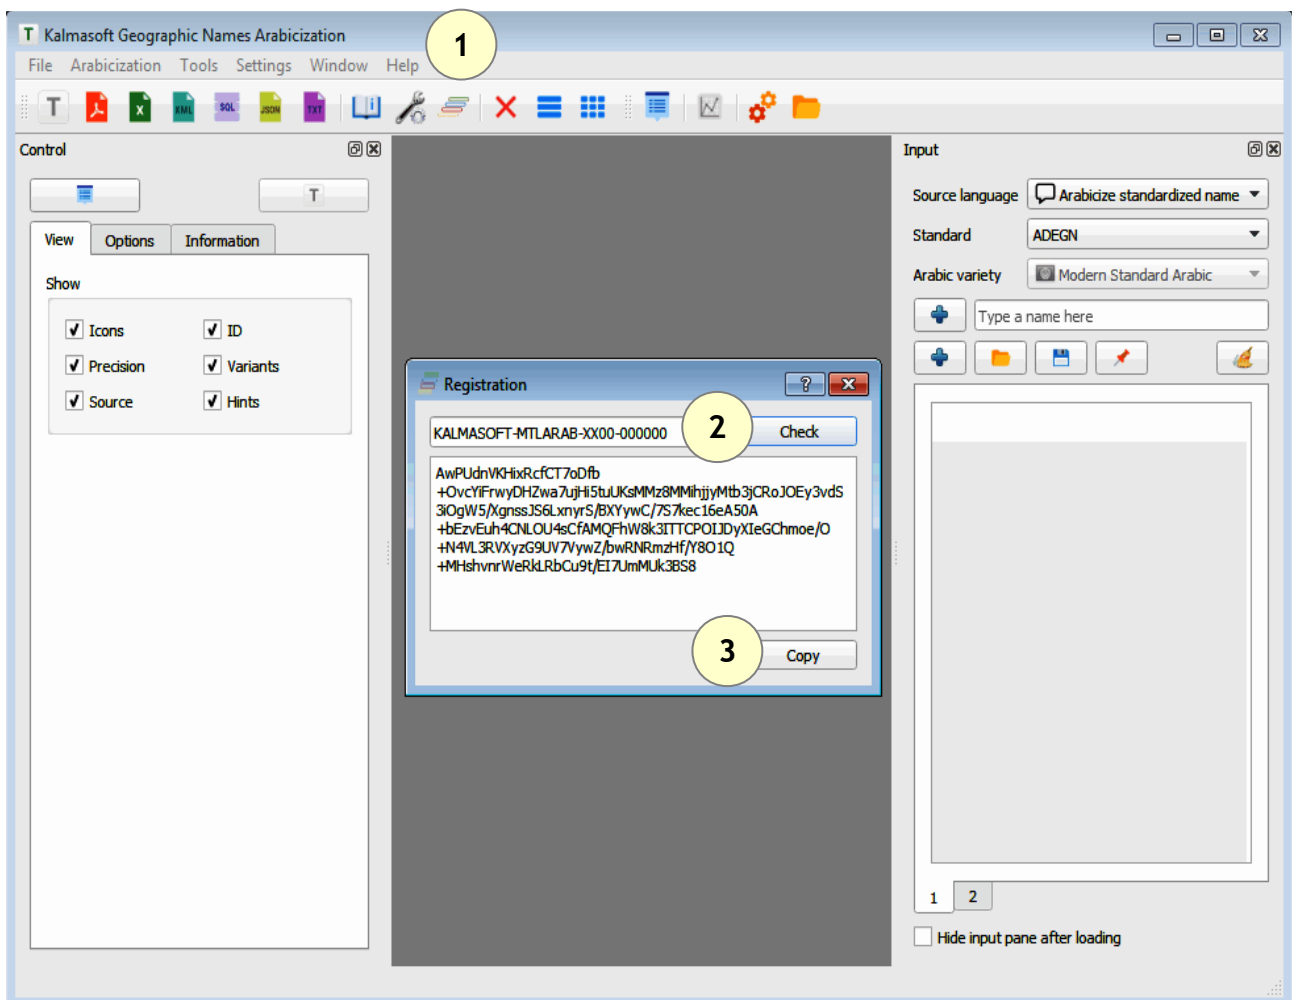 T Kalmasoft Geographic Names Arabicization
1
File Arabicization Tools Settings Window Help
T X XML SQL JSON TXT i
Control
Input
T
Source language Arabicize standardized name
View Options Information
Standard ADEGN
Show
Arabic variety Modern Standard Arabic
Type a name here
Icons ID
Precision Variants
Source Hints
Registration ?
KALMASOFT-MTLARAB-XX00-000000 2 Check
AwPUdnVKHixRcfCT7oDfb
+OvcYiFrwyDHZwa7ujHi5tuUKsMMz8MMihjjyMtb3jCRoJOEy3vdS
3iOgW5/XgnssJS6LxnyrS/BXYywC/7S7kec16eA50A
+bEzvEuh4CNLOU4sCfAMQFhW8k3ITTCPOIJDyXIeGChmoe/O
+N4VL3RVXyzG9UV7VywZ/bwRNRmzHf/Y8O1Q
+MHshvnrWeRkLRbCu9t/EI7UmMUk3BS8
3 Copy
1 2
Hide input pane after loading